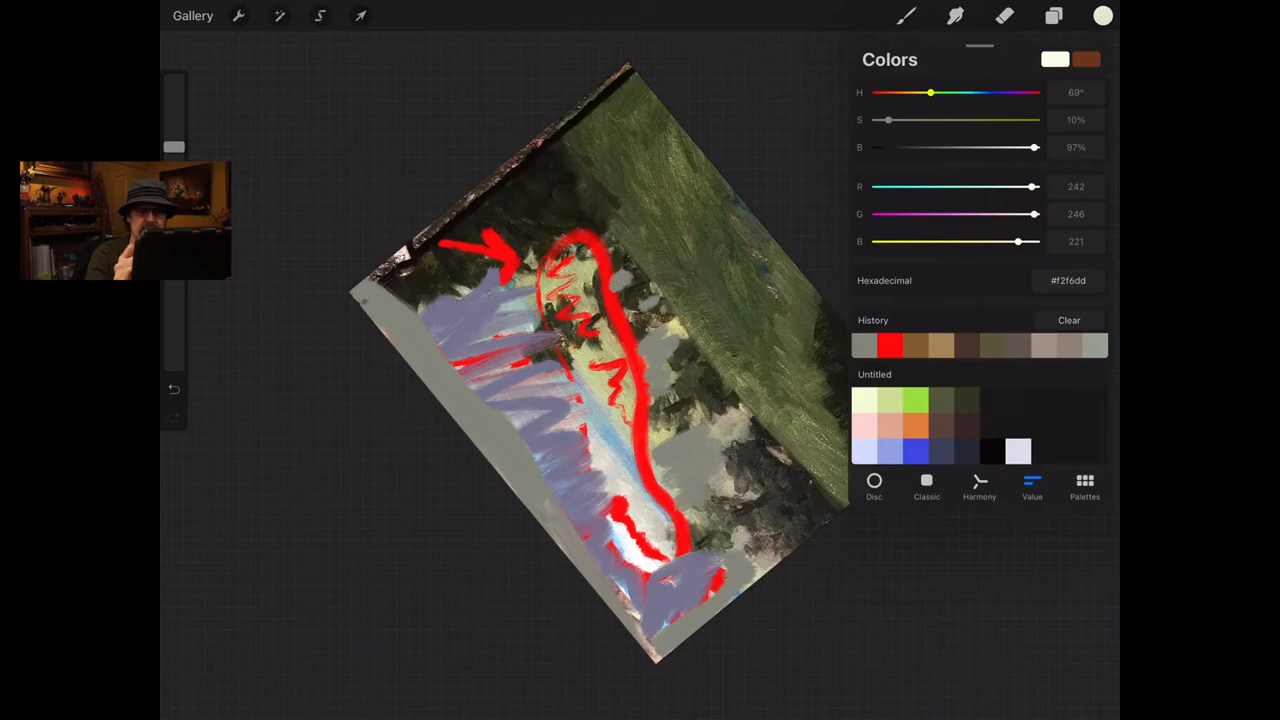 Gallery
Colors
H 69°
S 10%
B 97%
R 242
G 246
B 221
Hexadecimal #f2f6dd
History Clear
Untitled
Disc Classic Harmony Value Palettes